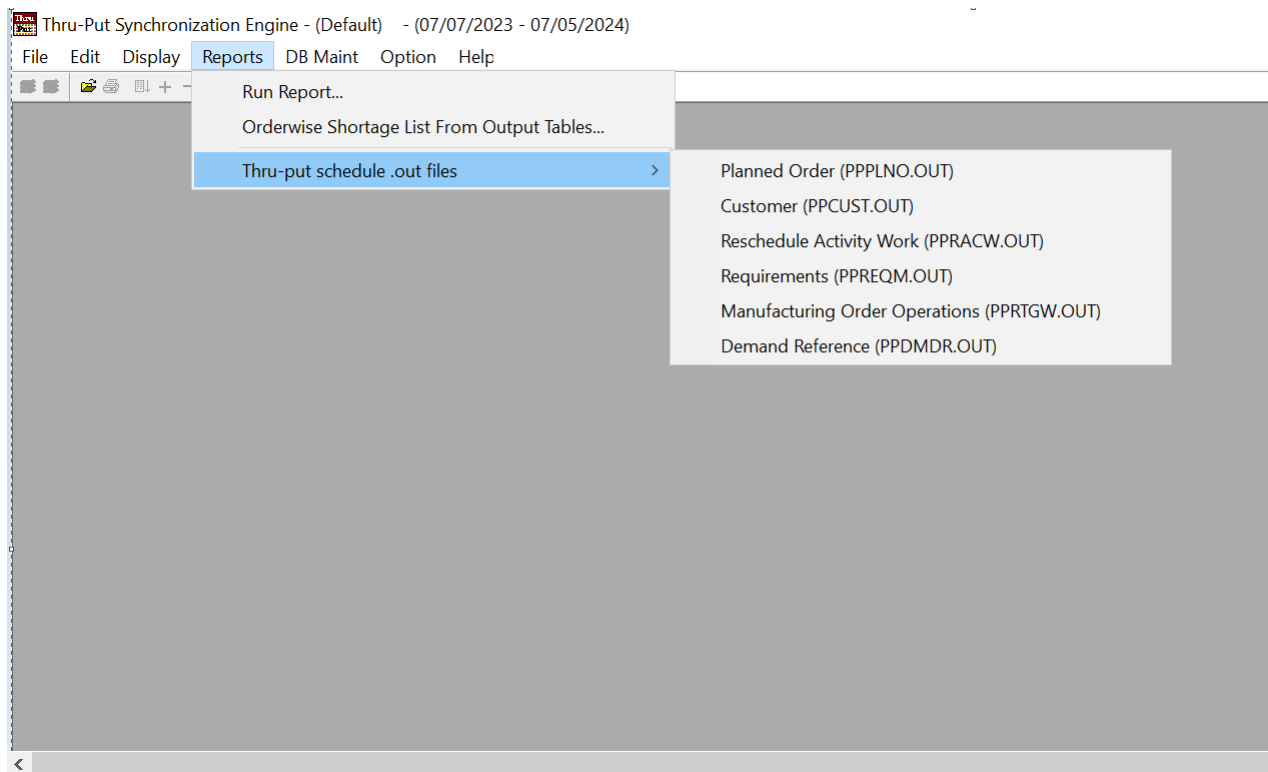 Thru-Put Synchronization Engine - (Default) - (07/07/2023 - 07/05/2024)
File Edit Display Reports DB Maint Option Help
Run Report...
Orderwise Shortage List From Output Tables...
Thru-put schedule .out files
Planned Order (PPPLNO.OUT)
Customer (PPCUST.OUT)
Reschedule Activity Work (PPRACW.OUT)
Requirements (PPREQM.OUT)
Manufacturing Order Operations (PPRTGW.OUT)
Demand Reference (PPDMDR.OUT)